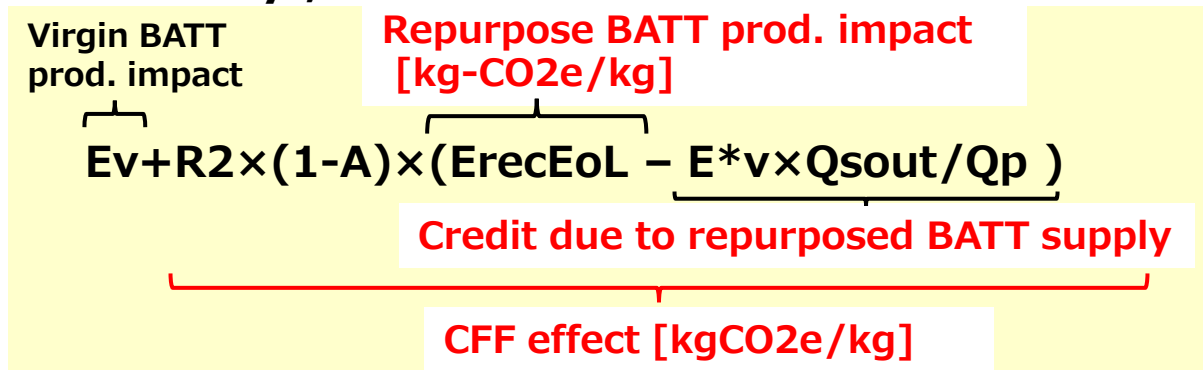 Virgin BATT
prod. impact
Repurpose BATT prod. impact
[kg-CO2e/kg]
Ev+R2×(1-A)×(ErecEoL – E*v×Qsout/Qp )
Credit due to repurposed BATT supply
CFF effect [kgCO2e/kg]